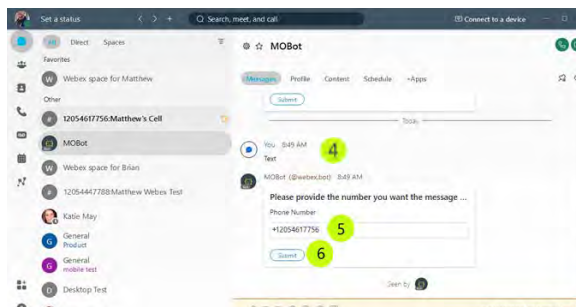 Set a status
Search, meet, and call
Connect to a device
All Direct Spaces
Favorites
W Webex space for Matthew
Other
# 12054617756:Matthew's Cell
MOBot
W Webex space for Brian
# 12054447788:Matthew Webex Test
Katie May
G General
Product
G General
mobile test
D Desktop Test
MOBot
Messages Profile Content Schedule +Apps
Submit
Today
You 8:49 AM
Text
4
MOBot (@webex.bot) 8:49 AM
Please provide the number you want the message ...
Phone Number
+12054617756
5
Submit
6
Seen by